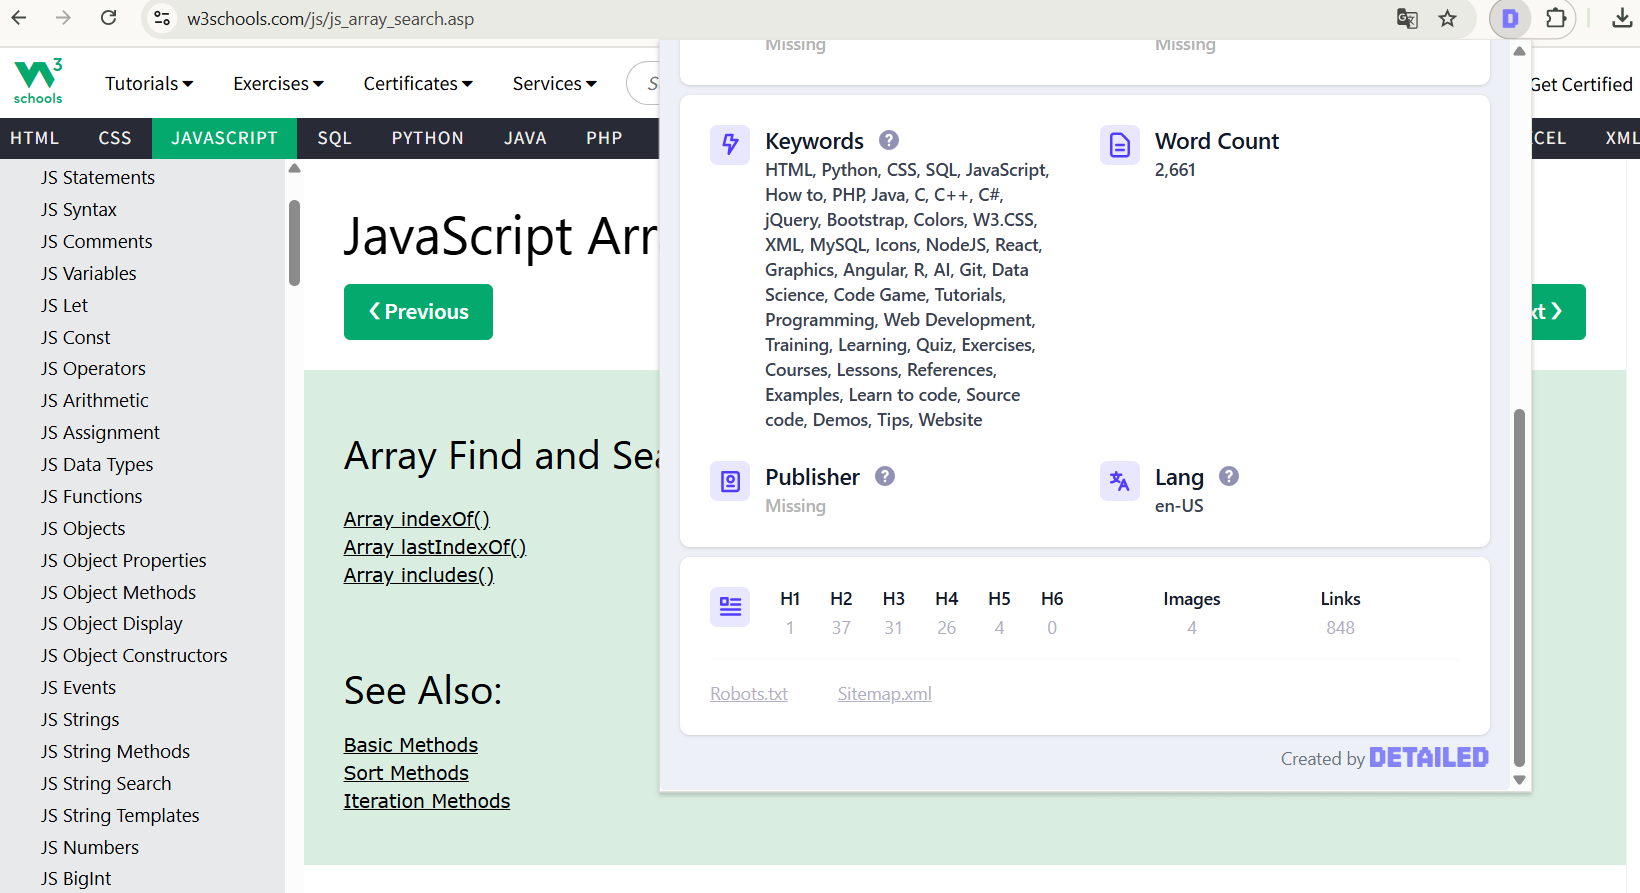 w3schools.com/js/js_array_search.asp
D
3
schools
Tutorials
Exercises
Certificates
Services
S
Get Certified
HTML
CSS
JAVASCRIPT
SQL
PYTHON
JAVA
PHP
CEL
XML
JS Statements
JS Syntax
JS Comments
JS Variables
JS Let
JS Const
JS Operators
JS Arithmetic
JS Assignment
JS Data Types
JS Functions
JS Objects
JS Object Properties
JS Object Methods
JS Object Display
JS Object Constructors
JS Events
JS Strings
JS String Methods
JS String Search
JS String Templates
JS Numbers
JS BigInt
JavaScript Arr
❮ Previous
xt ❯
Array Find and Sea
Array indexOf()
Array lastIndexOf()
Array includes()
See Also:
Basic Methods
Sort Methods
Iteration Methods
Missing
Missing
Keywords ?
HTML, Python, CSS, SQL, JavaScript,
How to, PHP, Java, C, C++, C#,
jQuery, Bootstrap, Colors, W3.CSS,
XML, MySQL, Icons, NodeJS, React,
Graphics, Angular, R, AI, Git, Data
Science, Code Game, Tutorials,
Programming, Web Development,
Training, Learning, Quiz, Exercises,
Courses, Lessons, References,
Examples, Learn to code, Source
code, Demos, Tips, Website
Word Count
2,661
Publisher ?
Missing
Lang ?
en-US
H1 H2 H3 H4 H5 H6 Images Links
1 37 31 26 4 0 4 848
Robots.txt Sitemap.xml
Created by DETAILED